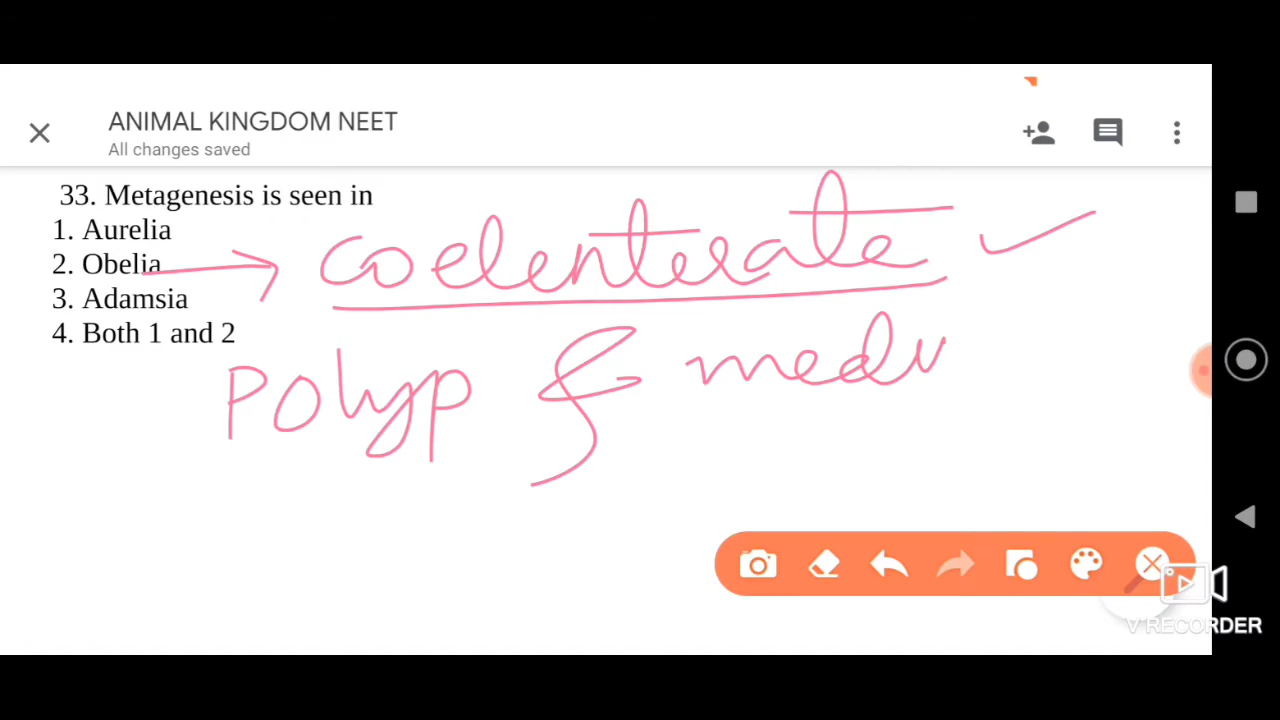 ANIMAL KINGDOM NEET
All changes saved
33. Metagenesis is seen in
1. Aurelia
2. Obelia
3. Adamsia
4. Both 1 and 2
coelenterate
Polyp & medu
V RECORDER